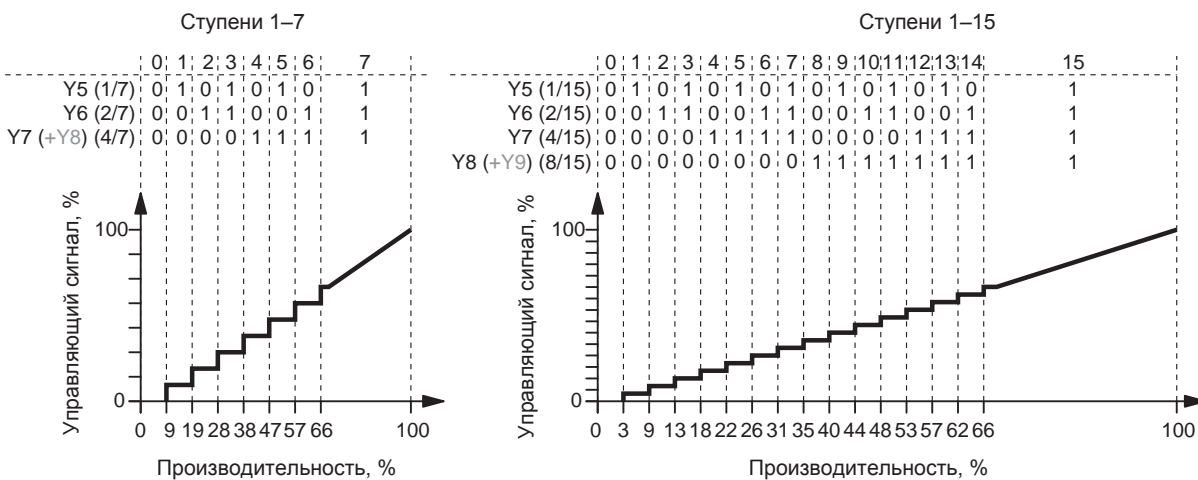 Ступени 1–7
0 1 2 3 4 5 6 7
Y5 (1/7) 0 1 0 1 0 1 0 1
Y6 (2/7) 0 0 1 1 0 0 1 1
Y7 (+Y8) (4/7) 0 0 0 0 1 1 1 1
Управляющий сигнал, %
100
0
0 9 19 28 38 47 57 66 100
Производительность, %
Ступени 1–15
0 1 2 3 4 5 6 7 8 9 10 11 12 13 14 15
Y5 (1/15) 0 1 0 1 0 1 0 1 0 1 0 1 0 1 0 1
Y6 (2/15) 0 0 1 1 0 0 1 1 0 0 1 1 0 0 1 1
Y7 (4/15) 0 0 0 0 1 1 1 1 0 0 0 0 1 1 1 1
Y8 (+Y9) (8/15) 0 0 0 0 0 0 0 0 1 1 1 1 1 1 1 1
Управляющий сигнал, %
100
0
0 3 9 13 18 22 26 31 35 40 44 48 53 57 62 66 100
Производительность, %